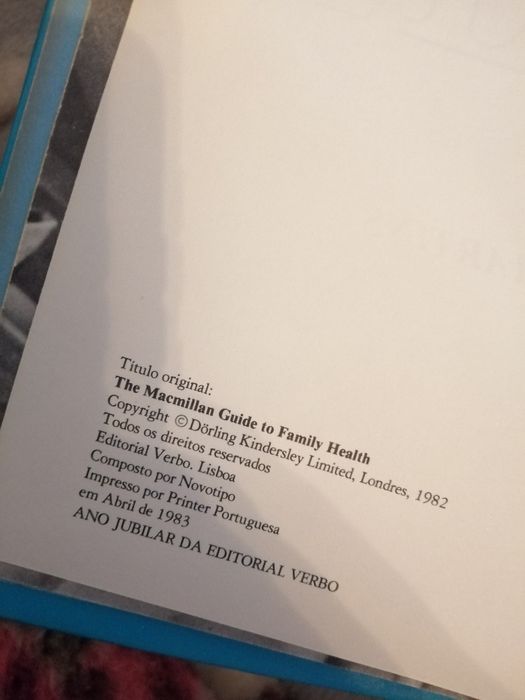 Título original:
The Macmillan Guide to Family Health
Copyright © Dörling Kindersley Limited, Londres, 1982
Todos os direitos reservados
Editorial Verbo. Lisboa
Composto por Novotipo
Impresso por Printer Portuguesa
em Abril de 1983
ANO JUBILAR DA EDITORIAL VERBO